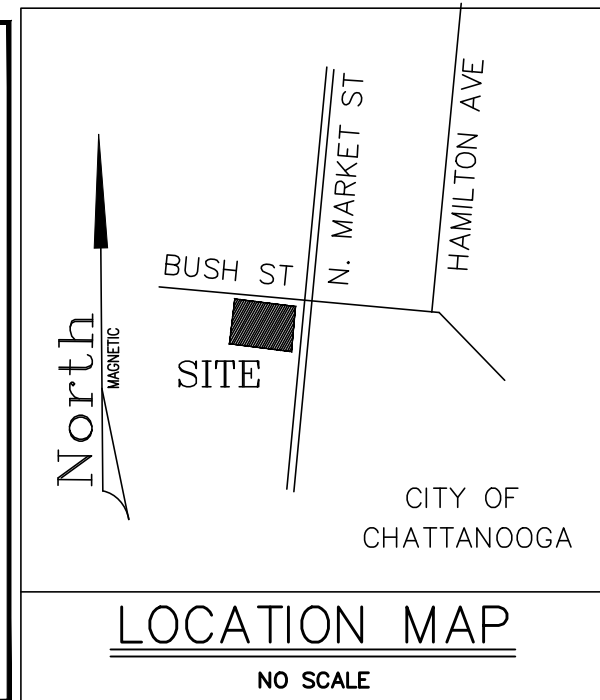 HAMILTON AVE
N. MARKET ST
BUSH ST
SITE
North
MAGNETIC
CITY OF
CHATTANOOGA
LOCATION MAP
NO SCALE